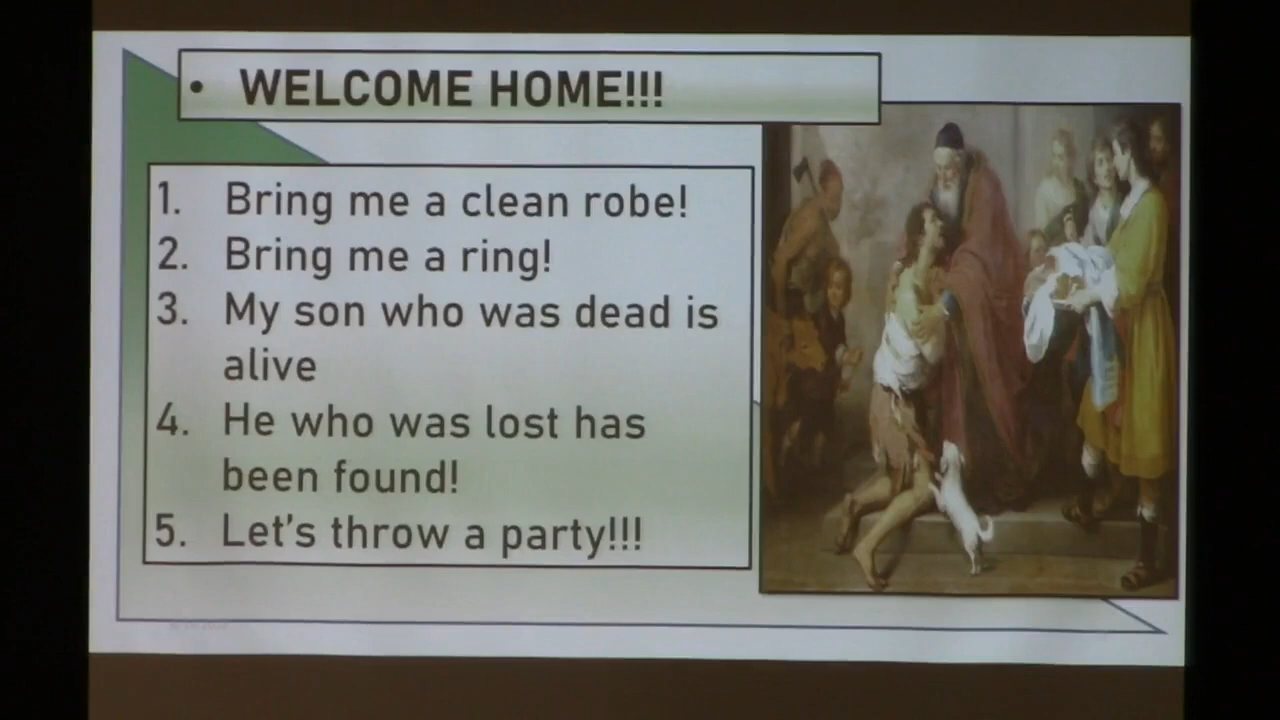 • WELCOME HOME!!!
1. Bring me a clean robe!
2. Bring me a ring!
3. My son who was dead is
alive
4. He who was lost has
been found!
5. Let's throw a party!!!